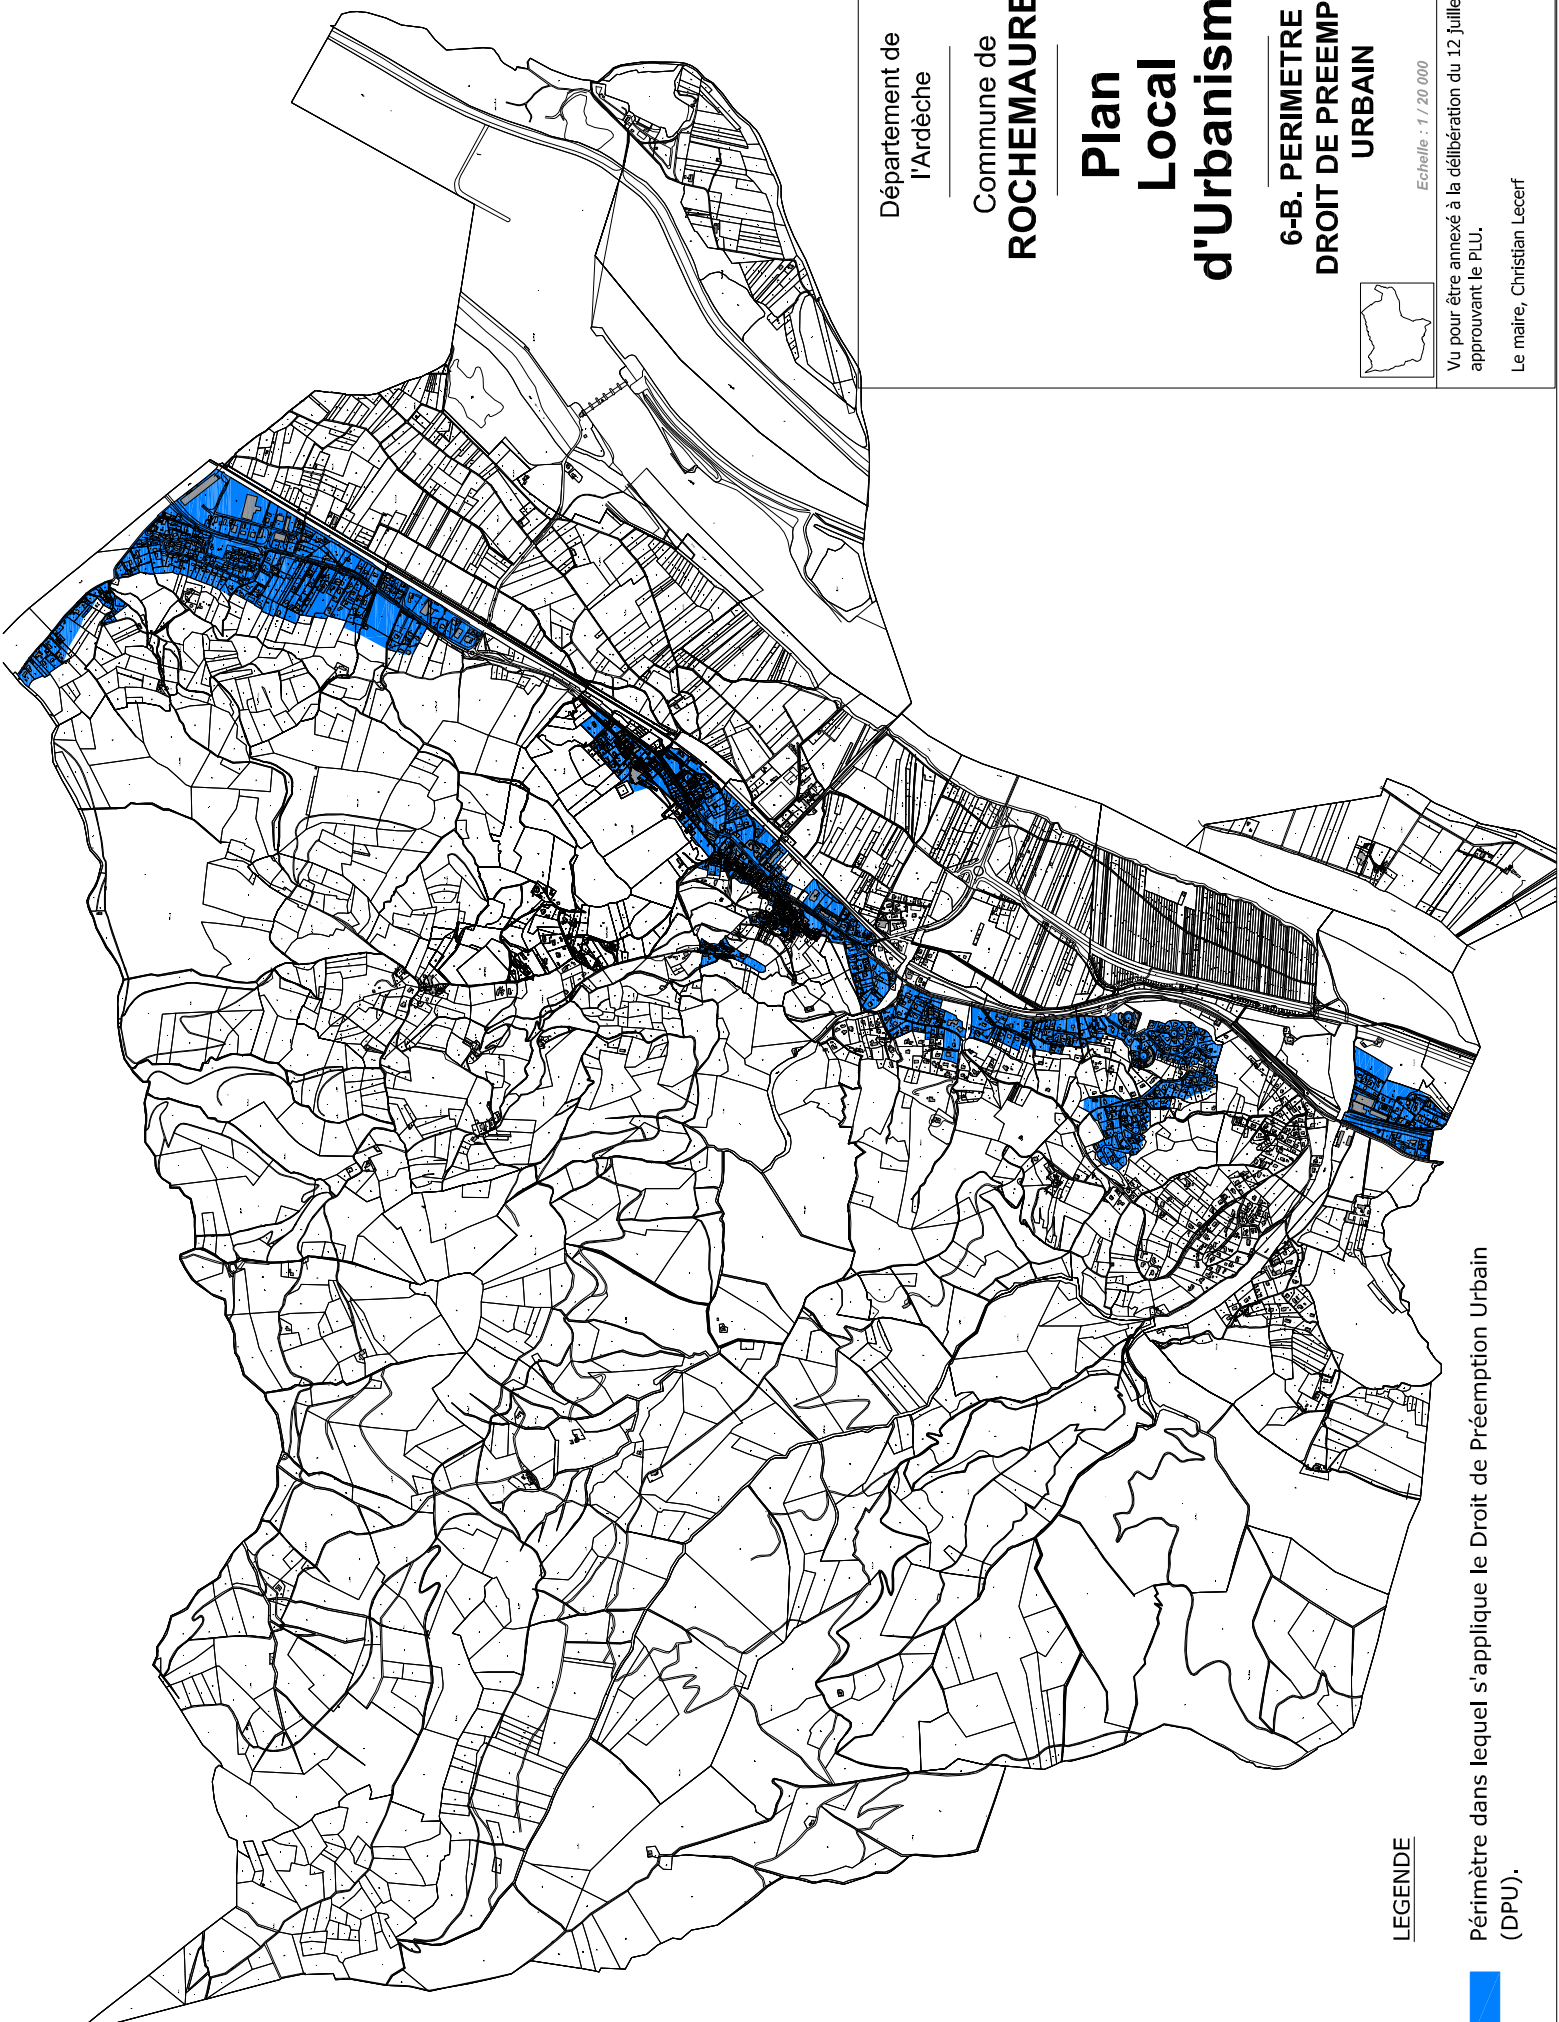 Département de
l'Ardèche
Commune de
ROCHEMAURE
Plan
Local
d'Urbanism
6-B. PERIMETRE
DROIT DE PREEMP
URBAIN
Echelle : 1 / 20 000
Vu pour être annexé à la délibération du 12 juille
approuvant le PLU.
Le maire, Christian Lecerf
LEGENDE
Périmètre dans lequel s'applique le Droit de Préemption Urbain
(DPU).